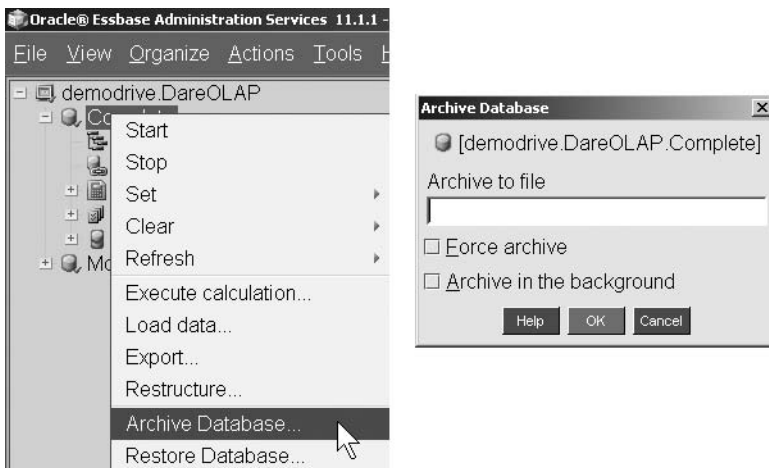 Oracle® Essbase Administration Services 11.1.1 -
File View Organize Actions Tools
demodrive.DareOLAP
Start
Stop
Set
Clear
Refresh
Execute calculation...
Load data...
Export...
Restructure...
Archive Database...
Restore Database...
Archive Database
[demodrive.DareOLAP.Complete]
Archive to file
Force archive
Archive in the background
Help OK Cancel